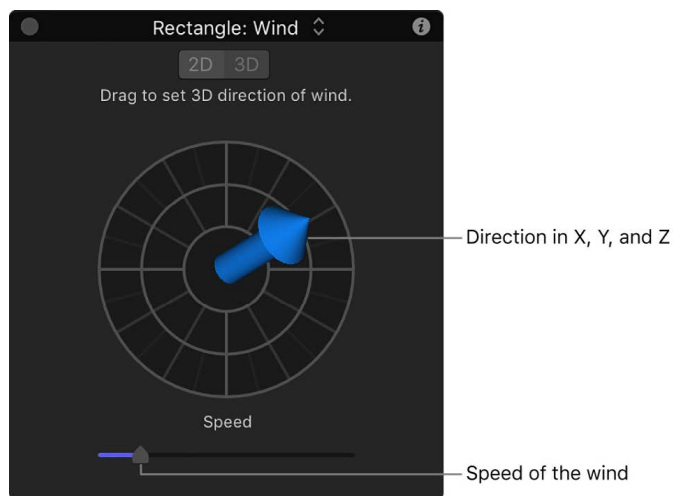 Rectangle: Wind
2D 3D
Drag to set 3D direction of wind.
Direction in X, Y, and Z
Speed
Speed of the wind